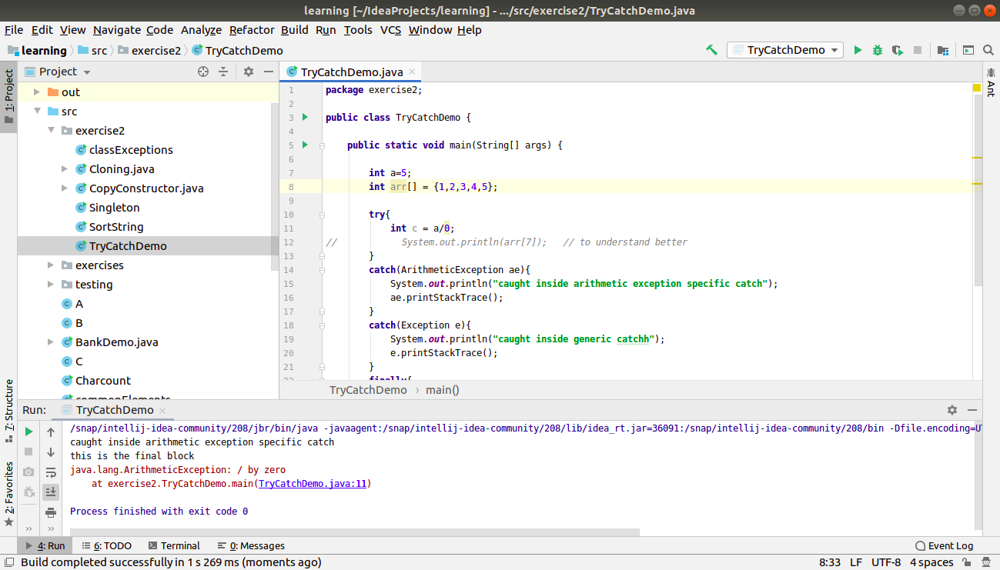 learning [~/IdeaProjects/learning] - .../src/exercise2/TryCatchDemo.java
File Edit View Navigate Code Analyze Refactor Build Run Tools VCS Window Help
learning src exercise2 TryCatchDemo TryCatchDemo
1: Project
Project
out
src
exercise2
classExceptions
Cloning.java
CopyConstructor.java
Singleton
SortString
TryCatchDemo
exercises
testing
A
B
BankDemo.java
C
Charcount
commonElements
7: Structure
2: Favorites
TryCatchDemo.java
1 package exercise2;
2
3 public class TryCatchDemo {
4
5 public static void main(String[] args) {
6
7 int a=5;
8 int arr[] = {1,2,3,4,5};
9
10 try{
11 int c = a/0;
12 // System.out.println(arr[7]); // to understand better
13 }
14 catch(ArithmeticException ae){
15 System.out.println("caught inside arithmetic exception specific catch");
16 ae.printStackTrace();
17 }
18 catch(Exception e){
19 System.out.println("caught inside generic catchh");
20 e.printStackTrace();
21 }
22 finally{
TryCatchDemo › main()
Ant
Run: TryCatchDemo
/snap/intellij-idea-community/208/jbr/bin/java -javaagent:/snap/intellij-idea-community/208/lib/idea_rt.jar=36091:/snap/intellij-idea-community/208/bin -Dfile.encoding=UT
caught inside arithmetic exception specific catch
this is the final block
java.lang.ArithmeticException: / by zero
at exercise2.TryCatchDemo.main(TryCatchDemo.java:11)
Process finished with exit code 0
4: Run 6: TODO Terminal 0: Messages Event Log
Build completed successfully in 1 s 269 ms (moments ago) 8:33 LF UTF-8 4 spaces